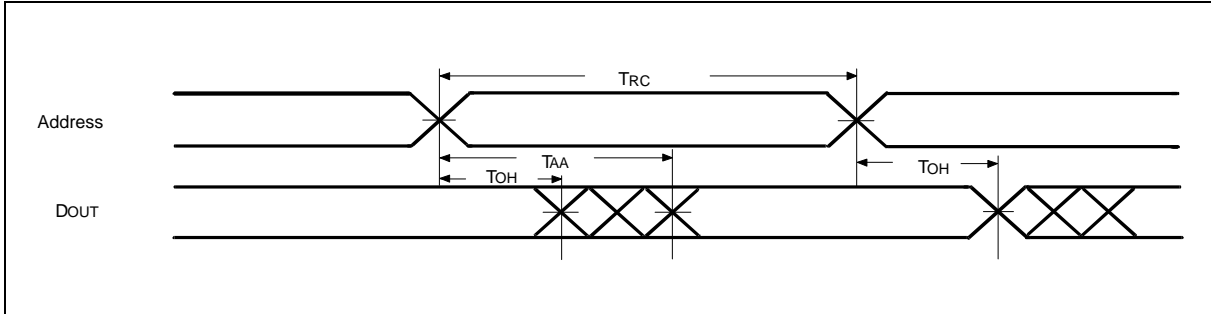 TRC
Address
TAA
TOH
TOH
DOUT